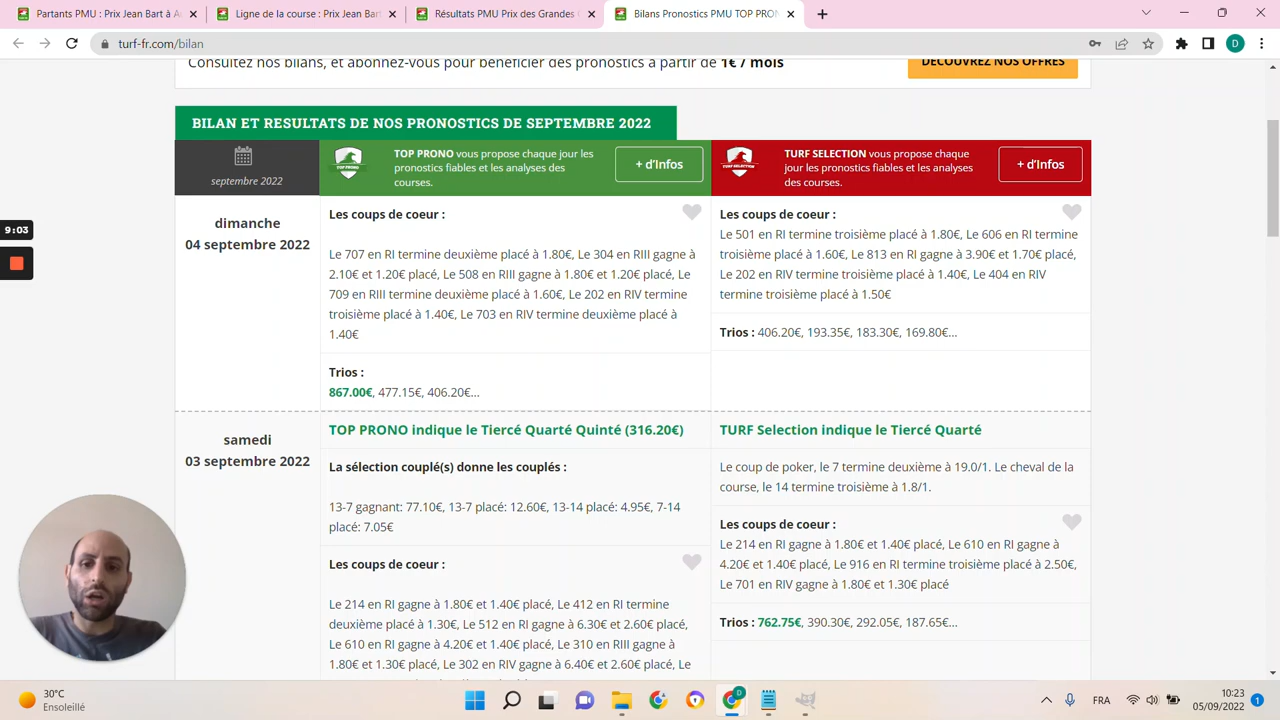 Partants PMU : Prix Jean Bart à A
Ligne de la course : Prix Jean Bart
Résultats PMU Prix des Grandes
Bilans Pronostics PMU TOP PRON
turf-fr.com/bilan
D
Consultez nos bilans, et abonnez-vous pour bénéficier des pronostics à partir de 1€ / mois
DÉCOUVREZ NOS OFFRES
BILAN ET RESULTATS DE NOS PRONOSTICS DE SEPTEMBRE 2022
septembre 2022
TOP PRONO
TOP PRONO vous propose chaque jour les
pronostics fiables et les analyses des
courses.
+ d'Infos
TURF SELECTION
TURF SELECTION vous propose chaque
jour les pronostics fiables et les analyses
des courses.
+ d'Infos
9:03
dimanche
04 septembre 2022
Les coups de coeur :
Le 707 en RI termine deuxième placé à 1.80€, Le 304 en RIII gagne à
2.10€ et 1.20€ placé, Le 508 en RIII gagne à 1.80€ et 1.20€ placé, Le
709 en RIII termine deuxième placé à 1.60€, Le 202 en RIV termine
troisième placé à 1.40€, Le 703 en RIV termine deuxième placé à
1.40€
Trios :
867.00€, 477.15€, 406.20€...
Les coups de coeur :
Le 501 en RI termine troisième placé à 1.80€, Le 606 en RI termine
troisième placé à 1.60€, Le 813 en RI gagne à 3.90€ et 1.70€ placé,
Le 202 en RIV termine troisième placé à 1.40€, Le 404 en RIV
termine troisième placé à 1.50€
Trios : 406.20€, 193.35€, 183.30€, 169.80€...
samedi
03 septembre 2022
TOP PRONO indique le Tiercé Quarté Quinté (316.20€)
La sélection couplé(s) donne les couplés :
13-7 gagnant: 77.10€, 13-7 placé: 12.60€, 13-14 placé: 4.95€, 7-14
placé: 7.05€
Les coups de coeur :
Le 214 en RI gagne à 1.80€ et 1.40€ placé, Le 412 en RI termine
deuxième placé à 1.30€, Le 512 en RI gagne à 6.30€ et 2.60€ placé,
Le 610 en RI gagne à 4.20€ et 1.40€ placé, Le 310 en RIII gagne à
1.80€ et 1.30€ placé, Le 302 en RIV gagne à 6.40€ et 2.60€ placé, Le
TURF Selection indique le Tiercé Quarté
Le coup de poker, le 7 termine deuxième à 19.0/1. Le cheval de la
course, le 14 termine troisième à 1.8/1.
Les coups de coeur :
Le 214 en RI gagne à 1.80€ et 1.40€ placé, Le 610 en RI gagne à
4.20€ et 1.40€ placé, Le 916 en RI termine troisième placé à 2.50€,
Le 701 en RIV gagne à 1.80€ et 1.30€ placé
Trios : 762.75€, 390.30€, 292.05€, 187.65€...
30°C
Ensoleillé
D
FRA
10:23
05/09/2022
1